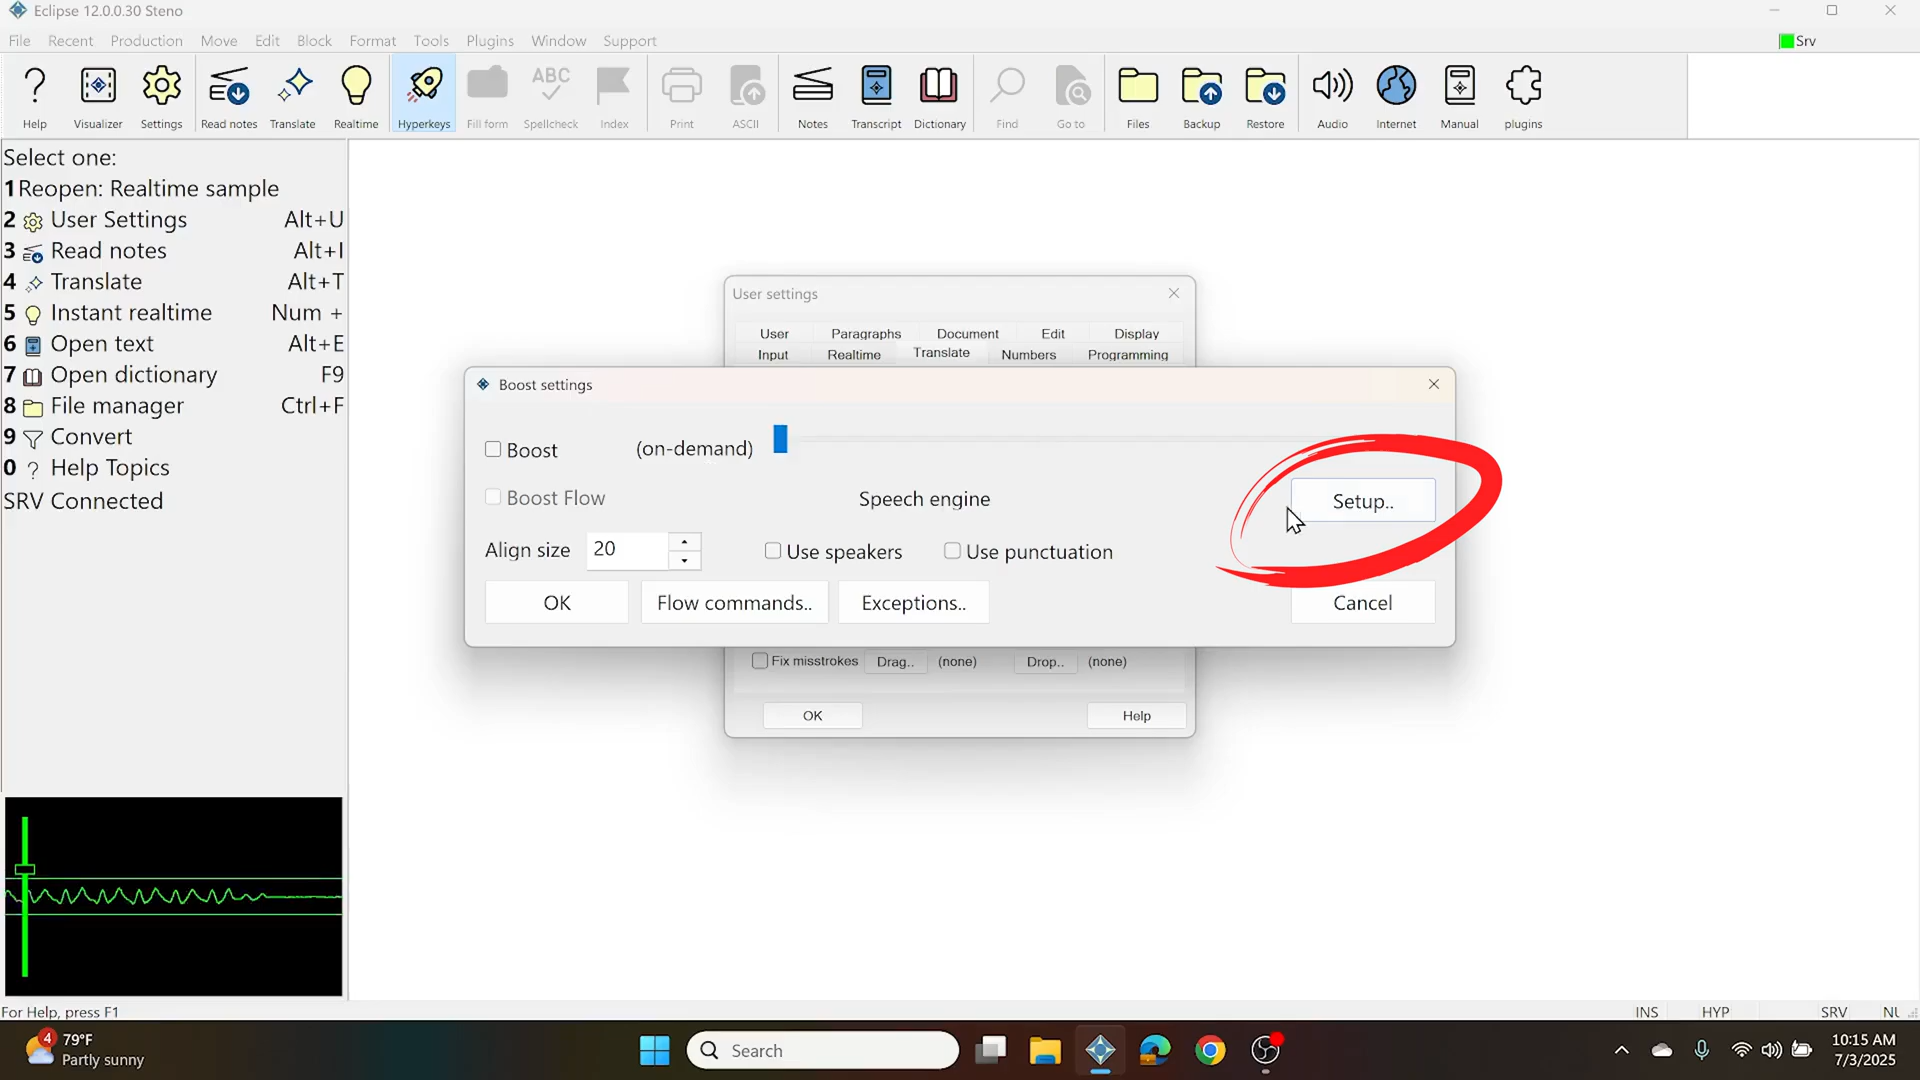 Eclipse 12.0.0.30 Steno
File Recent Production Move Edit Block Format Tools Plugins Window Support
Srv
Help Visualizer Settings Read notes Translate Realtime Hyperkeys Fill form Spellcheck Index Print ASCII Notes Transcript Dictionary Find Go to Files Backup Restore Audio Internet Manual plugins
ABC
Select one:
1 Reopen: Realtime sample
2 User Settings Alt+U
3 Read notes Alt+I
4 Translate Alt+T
5 Instant realtime Num +
6 Open text Alt+E
7 Open dictionary F9
8 File manager Ctrl+F
9 Convert
0 ? Help Topics
SRV Connected
User settings
User Paragraphs Document Edit Display
Input Realtime Translate Numbers Programming
Boost settings
Boost (on-demand)
Boost Flow Speech engine Setup..
Align size 20 Use speakers Use punctuation
OK Flow commands.. Exceptions.. Cancel
Fix misstrokes Drag.. (none) Drop.. (none)
OK Help
For Help, press F1
INS HYP SRV NU
4 79°F
Partly sunny
Search
10:15 AM
7/3/2025